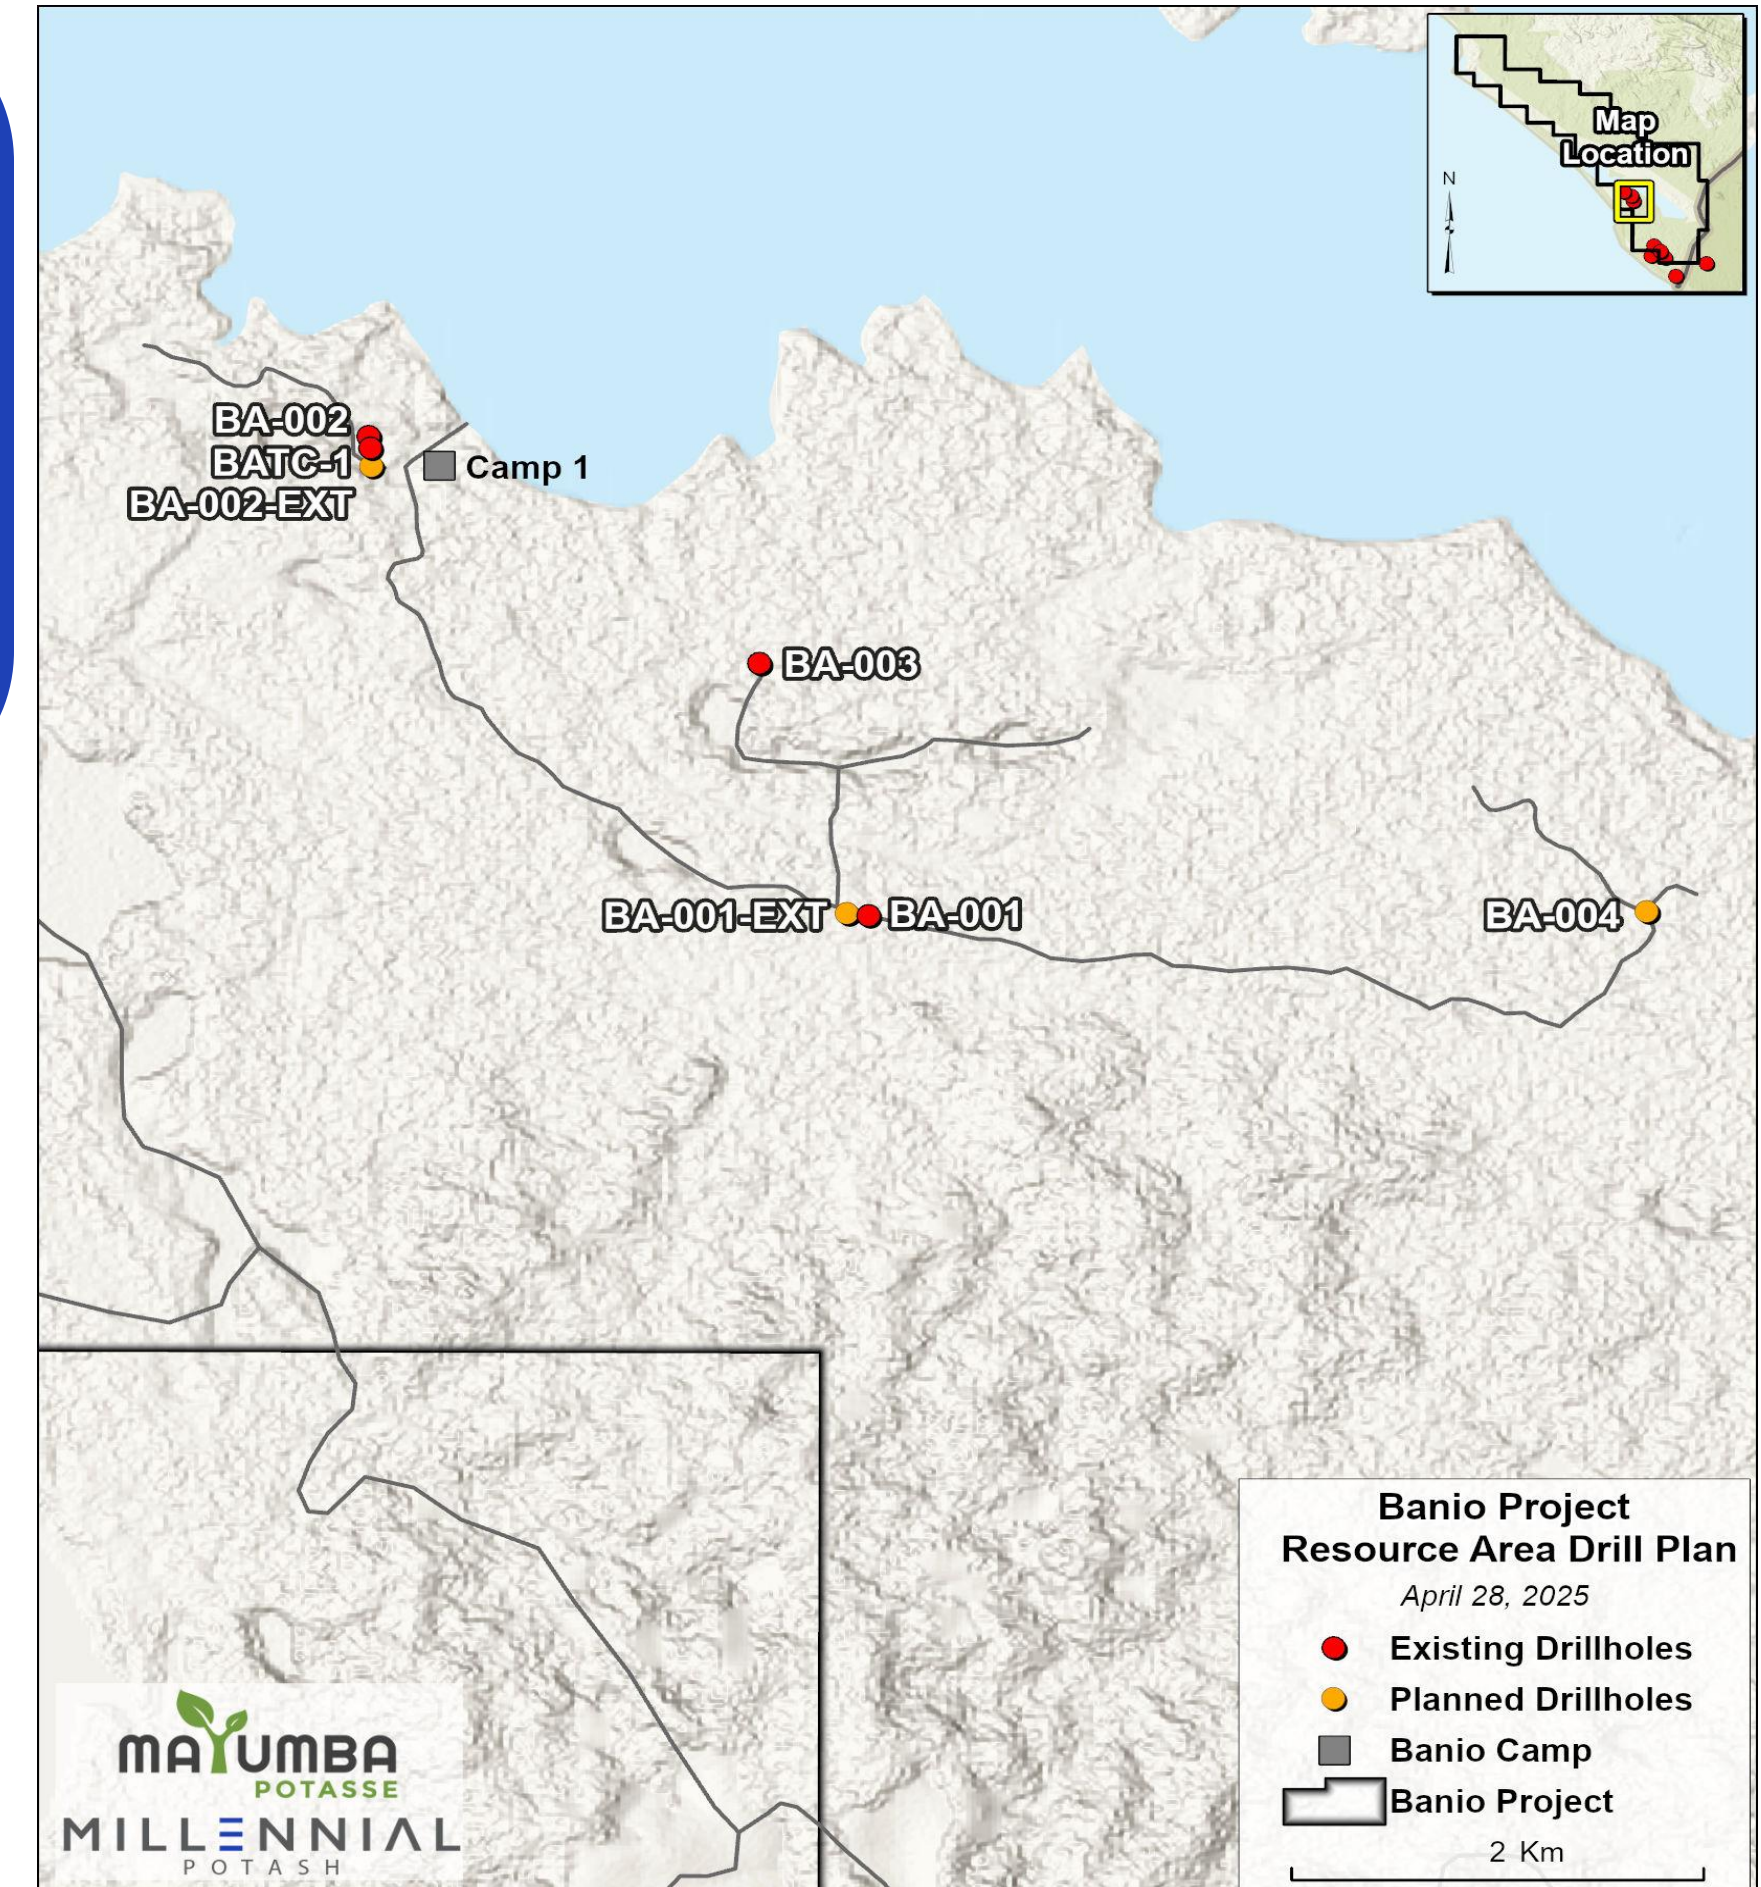 Map
Location
N
BA-002
BATC-1
BA-002-EXT
Camp 1
BA-003
BA-001-EXT
BA-001
BA-004
Banio Project
Resource Area Drill Plan
April 28, 2025
Existing Drillholes
Planned Drillholes
Banio Camp
Banio Project
2 Km
MAYUMBA
POTASSE
MILLENNIAL
POTASH